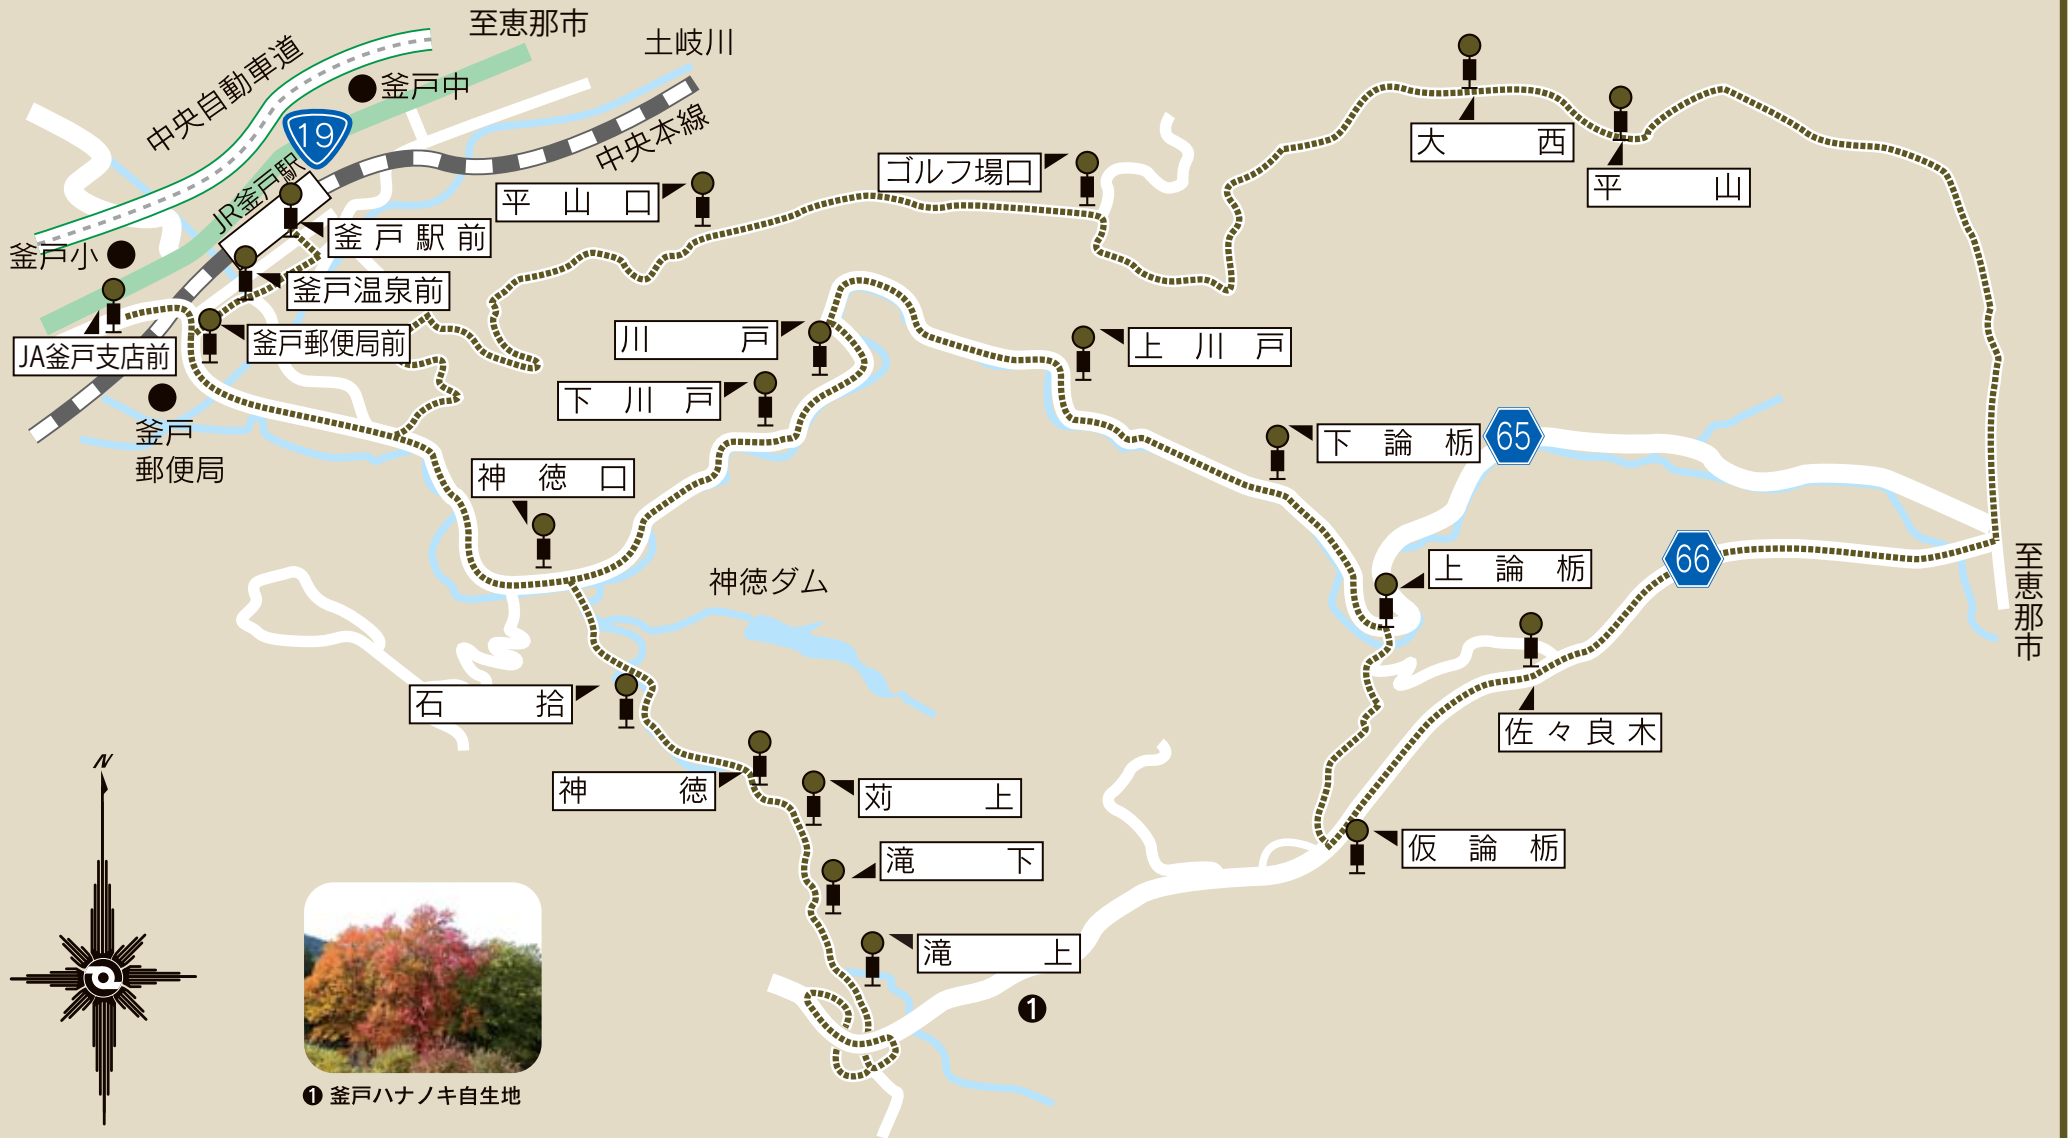 至恵那市
土岐川
中央自動車道
釜戸中
19
中央本線
JR釜戸駅
釜戸小
大西
平山
ゴルフ場口
平山口
釜戸駅前
釜戸温泉前
釜戸郵便局前
JA釜戸支店前
川戸
上川戸
下川戸
釜戸
郵便局
下論栃
65
神徳口
66
至恵那市
上論栃
神徳ダム
石拾
佐々良木
神徳
苅上
仮論栃
滝下
滝上
N
❶
❶ 釜戸ハナノキ自生地